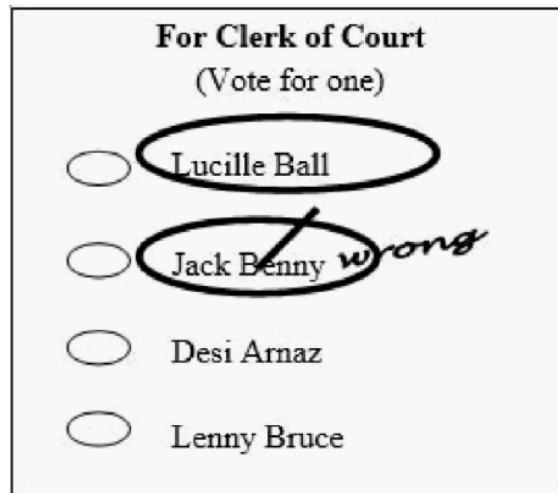 For Clerk of Court
(Vote for one)
Lucille Ball
Jack Benny wrong
Desi Arnaz
Lenny Bruce